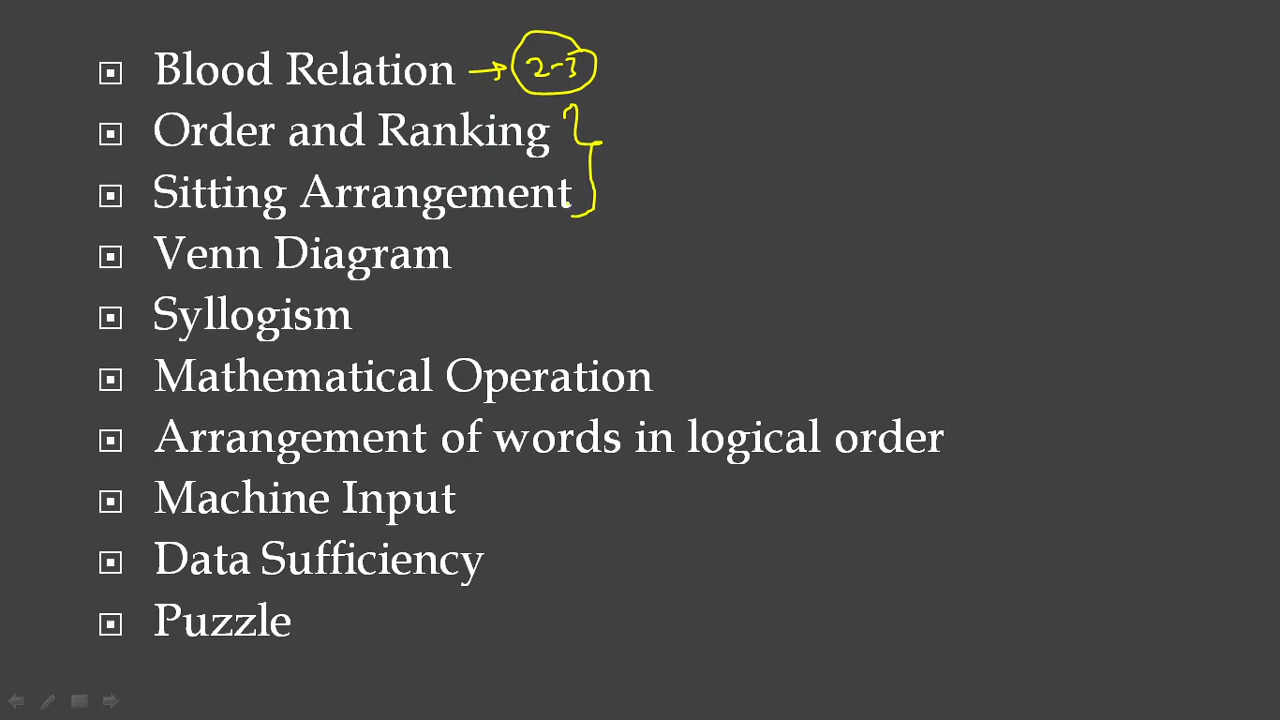 Blood Relation → 2-3
Order and Ranking
Sitting Arrangement
Venn Diagram
Syllogism
Mathematical Operation
Arrangement of words in logical order
Machine Input
Data Sufficiency
Puzzle